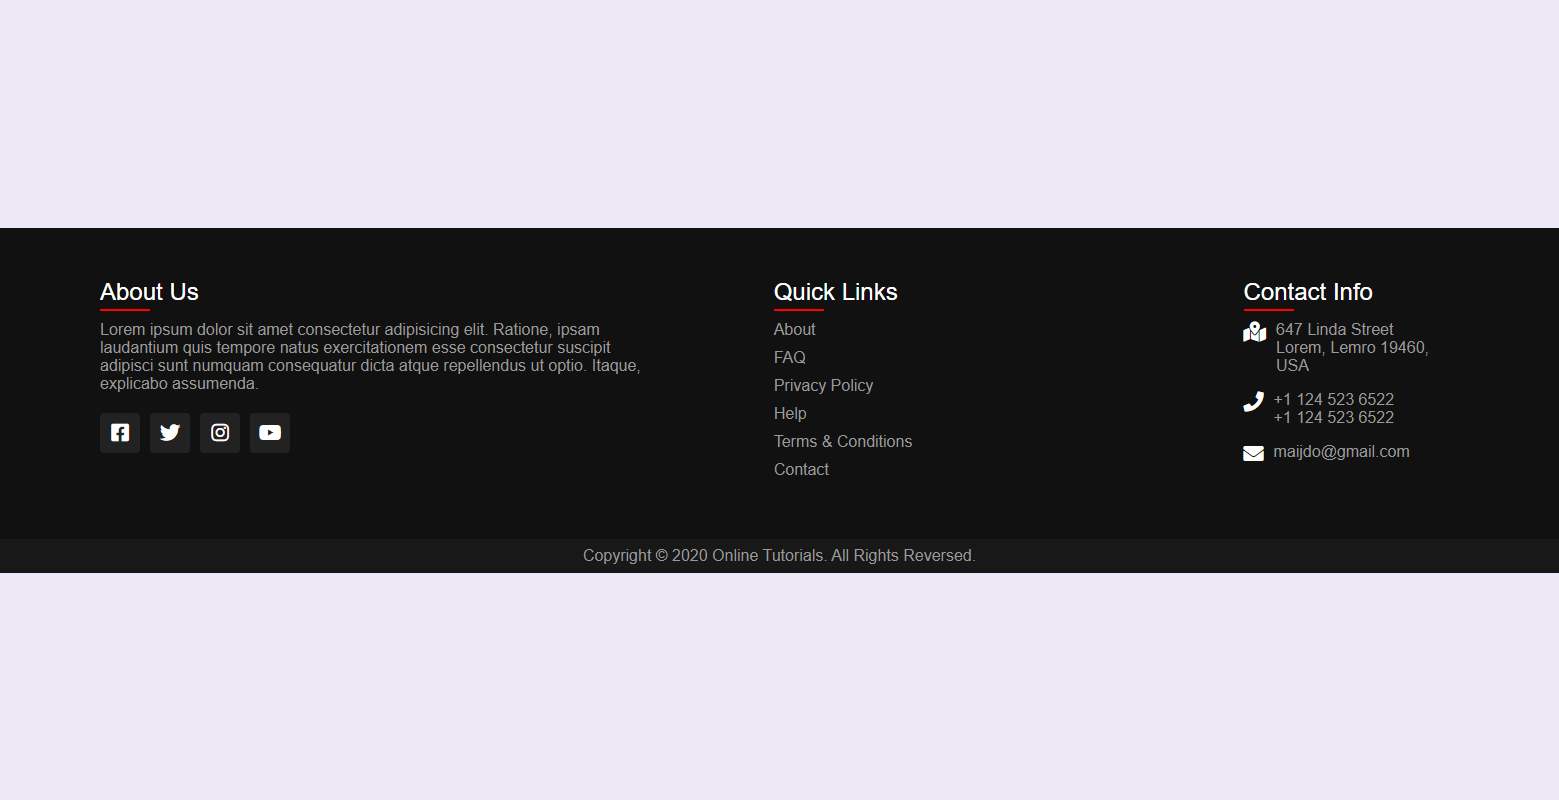 About Us
Lorem ipsum dolor sit amet consectetur adipisicing elit. Ratione, ipsam
laudantium quis tempore natus exercitationem esse consectetur suscipit
adipisci sunt numquam consequatur dicta atque repellendus ut optio. Itaque,
explicabo assumenda.
Quick Links
About
FAQ
Privacy Policy
Help
Terms & Conditions
Contact
Contact Info
647 Linda Street
Lorem, Lemro 19460,
USA
+1 124 523 6522
+1 124 523 6522
maijdo@gmail.com
Copyright © 2020 Online Tutorials. All Rights Reversed.